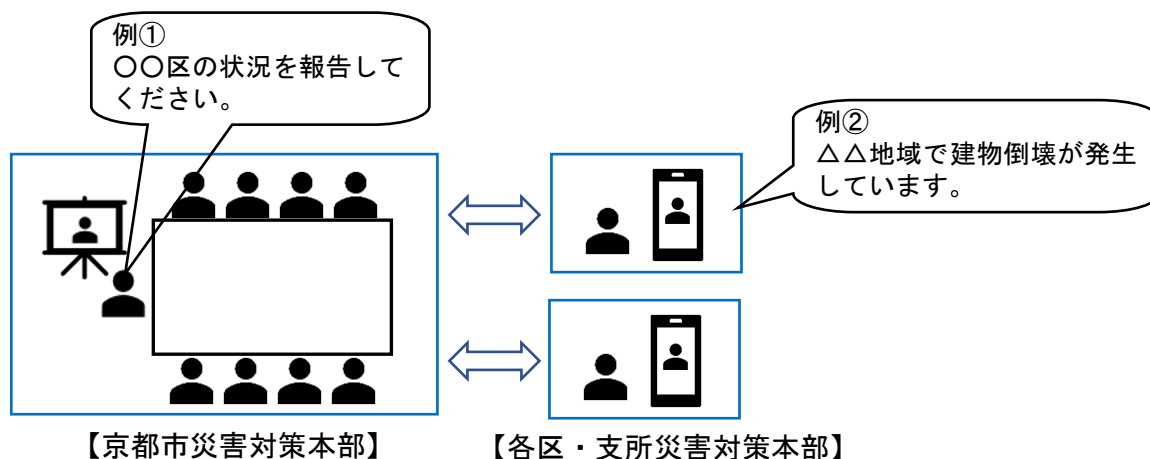 例①
〇〇区の状況を報告して
ください。
例②
△△地域で建物倒壊が発生
しています。
【京都市災害対策本部】
【各区・支所災害対策本部】